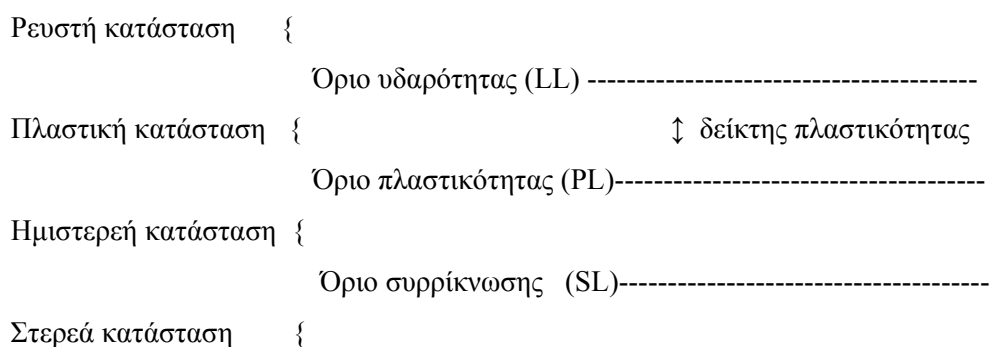 Ρευστή κατάσταση {
Όριο υδαρότητας (LL) ----------------------------------------
Πλαστική κατάσταση { ↕ δείκτης πλαστικότητας
Όριο πλαστικότητας (PL)--------------------------------------
Ημιστερεή κατάσταση {
Όριο συρρίκνωσης (SL)--------------------------------------
Στερεά κατάσταση {